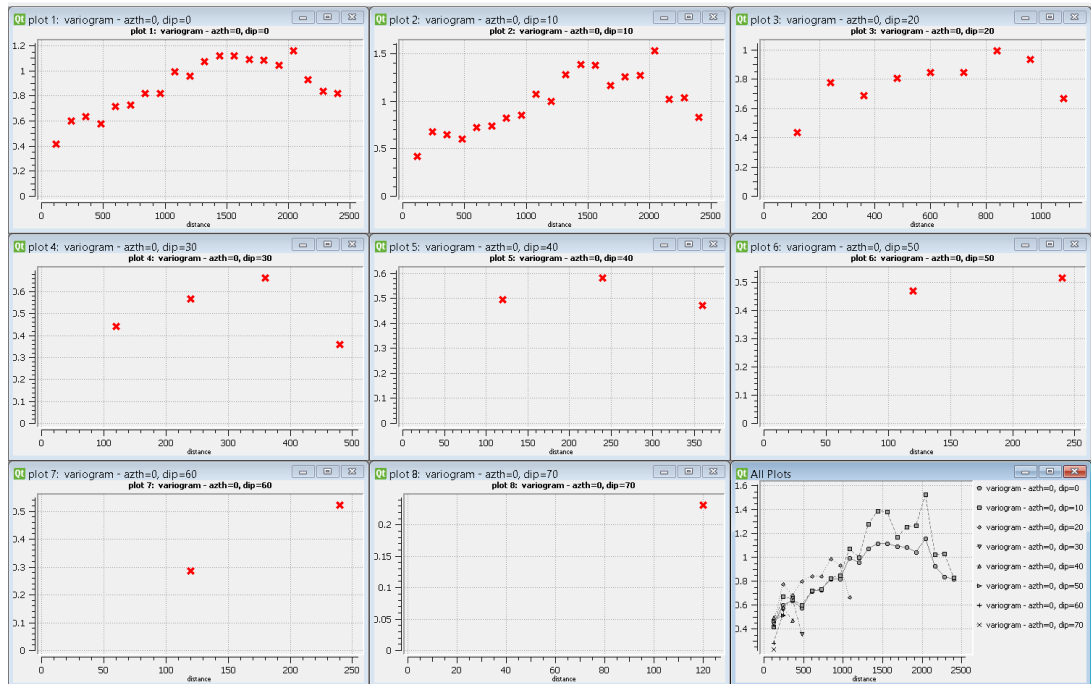 Qt plot 1: variogram - azth=0, dip=0
plot 1: variogram - azth=0, dip=0
1.2
1
0.8
0.6
0.4
0.2
0
0 500 1000 1500 2000 2500
distance
Qt plot 2: variogram - azth=0, dip=10
plot 2: variogram - azth=0, dip=10
1.5
1
0.5
0
0 500 1000 1500 2000 2500
distance
Qt plot 3: variogram - azth=0, dip=20
plot 3: variogram - azth=0, dip=20
1
0.8
0.6
0.4
0.2
0
0 200 400 600 800 1000
distance
Qt plot 4: variogram - azth=0, dip=30
plot 4: variogram - azth=0, dip=30
0.6
0.5
0.4
0.3
0.2
0.1
0
0 100 200 300 400 500
distance
Qt plot 5: variogram - azth=0, dip=40
plot 5: variogram - azth=0, dip=40
0.6
0.5
0.4
0.3
0.2
0.1
0
0 50 100 150 200 250 300 350
distance
Qt plot 6: variogram - azth=0, dip=50
plot 6: variogram - azth=0, dip=50
0.5
0.4
0.3
0.2
0.1
0
0 50 100 150 200 250
distance
Qt plot 7: variogram - azth=0, dip=60
plot 7: variogram - azth=0, dip=60
0.5
0.4
0.3
0.2
0.1
0
0 50 100 150 200 250
distance
Qt plot 8: variogram - azth=0, dip=70
plot 8: variogram - azth=0, dip=70
0.2
0.15
0.1
0.05
0
0 20 40 60 80 100 120
distance
Qt All Plots
1.6
1.4
1.2
1
0.8
0.6
0.4
0 500 1000 1500 2000 2500
distance
variogram - azth=0, dip=0
variogram - azth=0, dip=10
variogram - azth=0, dip=20
variogram - azth=0, dip=30
variogram - azth=0, dip=40
variogram - azth=0, dip=50
variogram - azth=0, dip=60
variogram - azth=0, dip=70